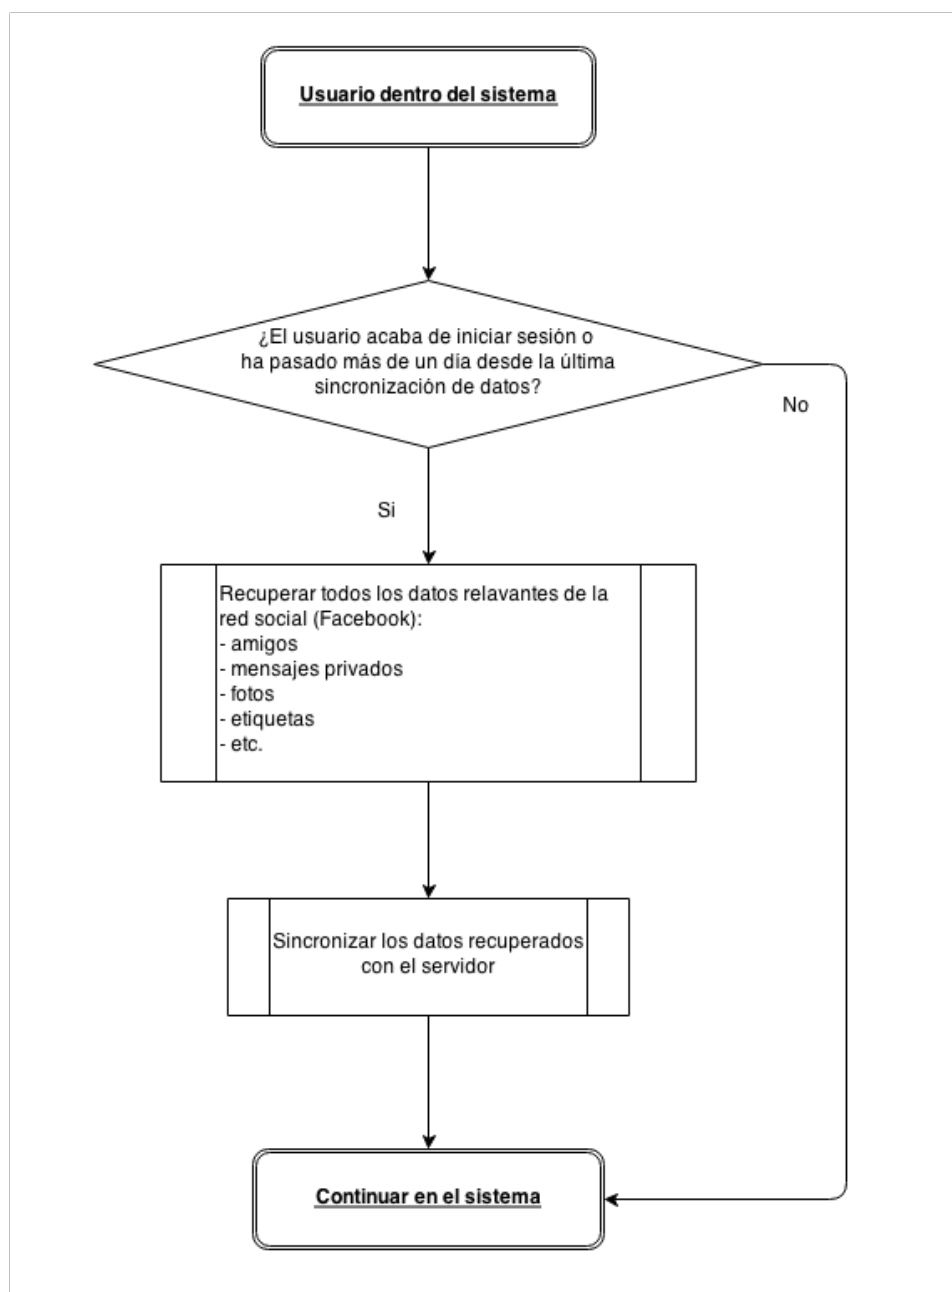 Usuario dentro del sistema
¿El usuario acaba de iniciar sesión o
ha pasado más de un día desde la última
sincronización de datos?
No
Si
Recuperar todos los datos relavantes de la
red social (Facebook):
- amigos
- mensajes privados
- fotos
- etiquetas
- etc.
Sincronizar los datos recuperados
con el servidor
Continuar en el sistema